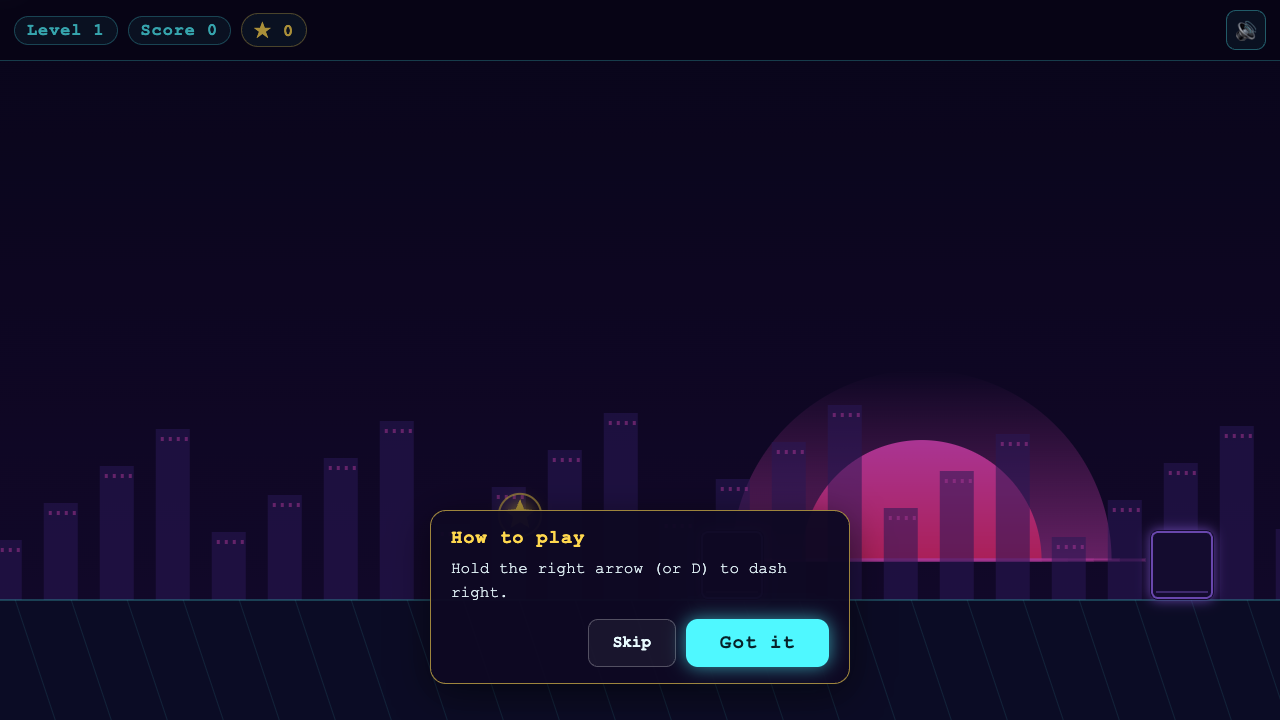 Level 1
Score 0
★ 0
How to play
Hold the right arrow (or D) to dash
right.
Skip
Got it